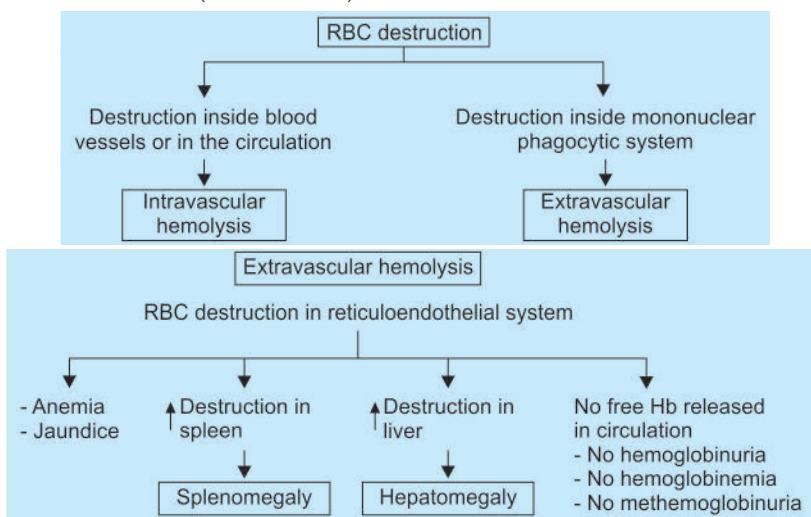 RBC destruction
Destruction inside blood
vessels or in the circulation
Destruction inside mononuclear
phagocytic system
Intravascular
hemolysis
Extravascular
hemolysis
Extravascular hemolysis
RBC destruction in reticuloendothelial system
- Anemia
- Jaundice
↑ Destruction in
spleen
Splenomegaly
↑ Destruction in
liver
Hepatomegaly
No free Hb released
in circulation
- No hemoglobinuria
- No hemoglobinemia
- No methemoglobinuria